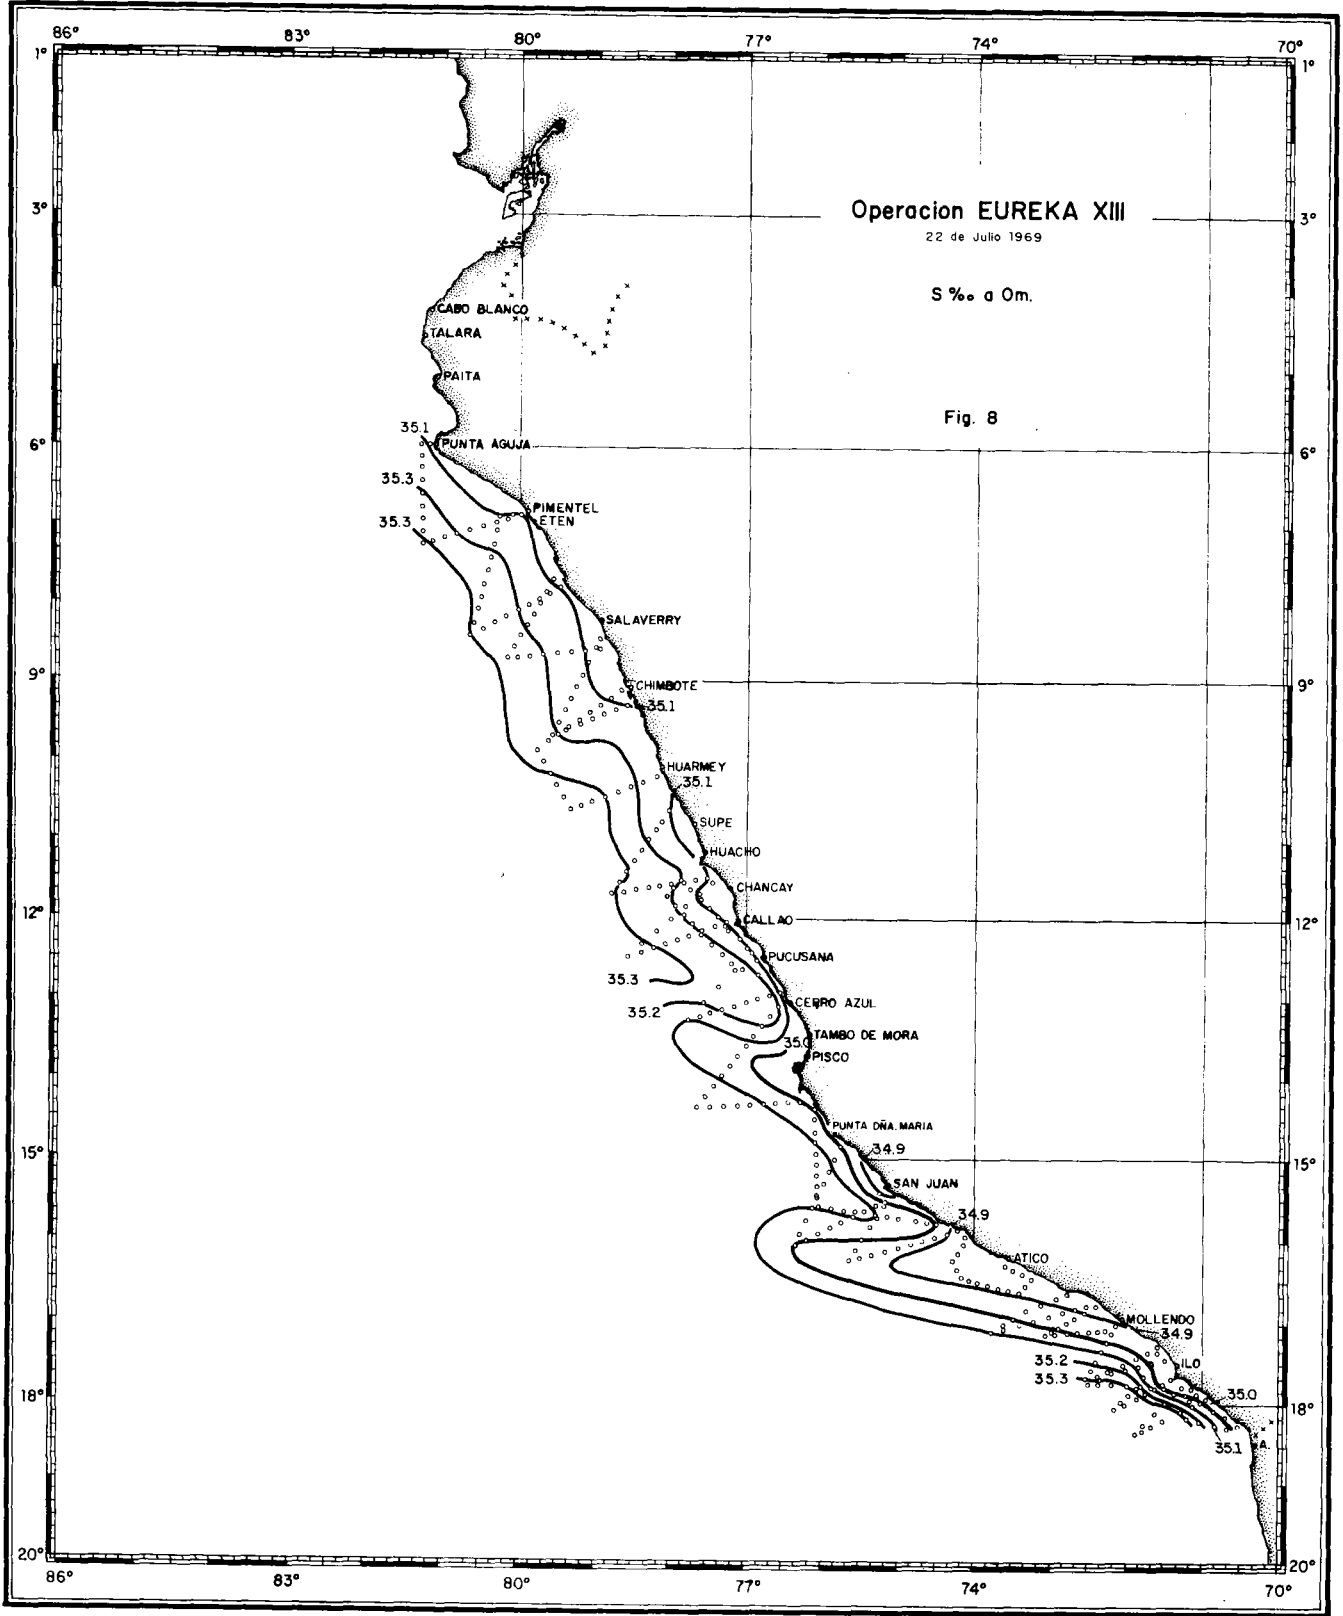 86° 83° 80° 77° 74° 70°
1° 1°
3° 3°
Operacion EUREKA XIII
22 de Julio 1969
S ‰ a 0m.
CABO BLANCO
TALARA
PAITA
Fig. 8
35.1
6° PUNTA AGUJA 6°
35.3
PIMENTEL
35.3 ETEN
SALAVERRY
9° CHIMBOTE 9°
35.1
HUARMEY
35.1
SUPE
HUACHO
CHANCAY
12° CALLAO 12°
PUCUSANA
35.3
CERRO AZUL
35.2
TAMBO DE MORA
35.0
PISCO
PUNTA DÑA. MARIA
34.9
15° 15°
SAN JUAN
34.9
ATICO
MOLLENDO
34.9
35.2 ILO
35.3
18° 35.0 18°
35.1 A.
20° 20°
86° 83° 80° 77° 74° 70°